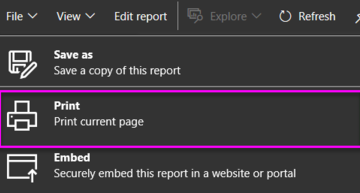 File View Edit report Explore Refresh
Save as
Save a copy of this report
Print
Print current page
Embed
Securely embed this report in a website or portal